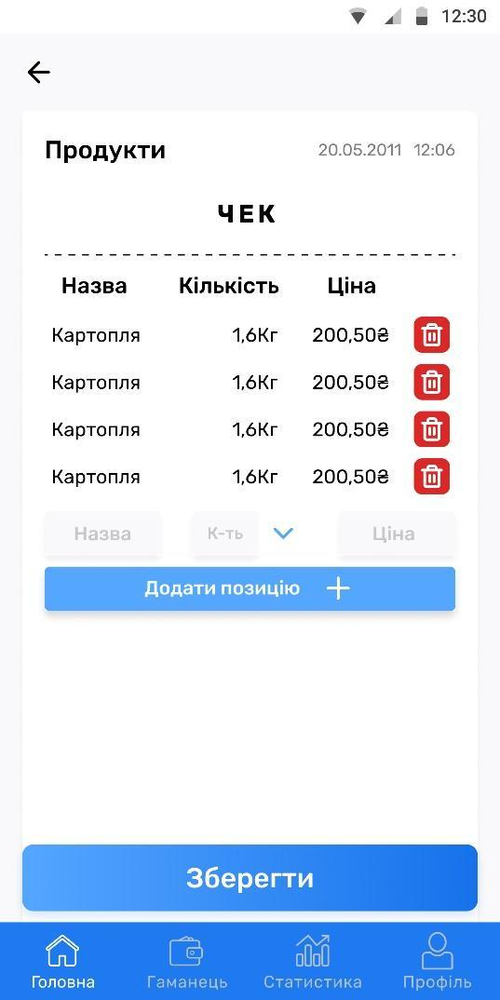 12:30
Продукти 20.05.2011 12:06
ЧЕК
Назва Кількість Ціна
Картопля 1,6Кг 200,50₴
Картопля 1,6Кг 200,50₴
Картопля 1,6Кг 200,50₴
Картопля 1,6Кг 200,50₴
Назва К-ть Ціна
Додати позицію
Зберегти
Головна Гаманець Статистика Профіль